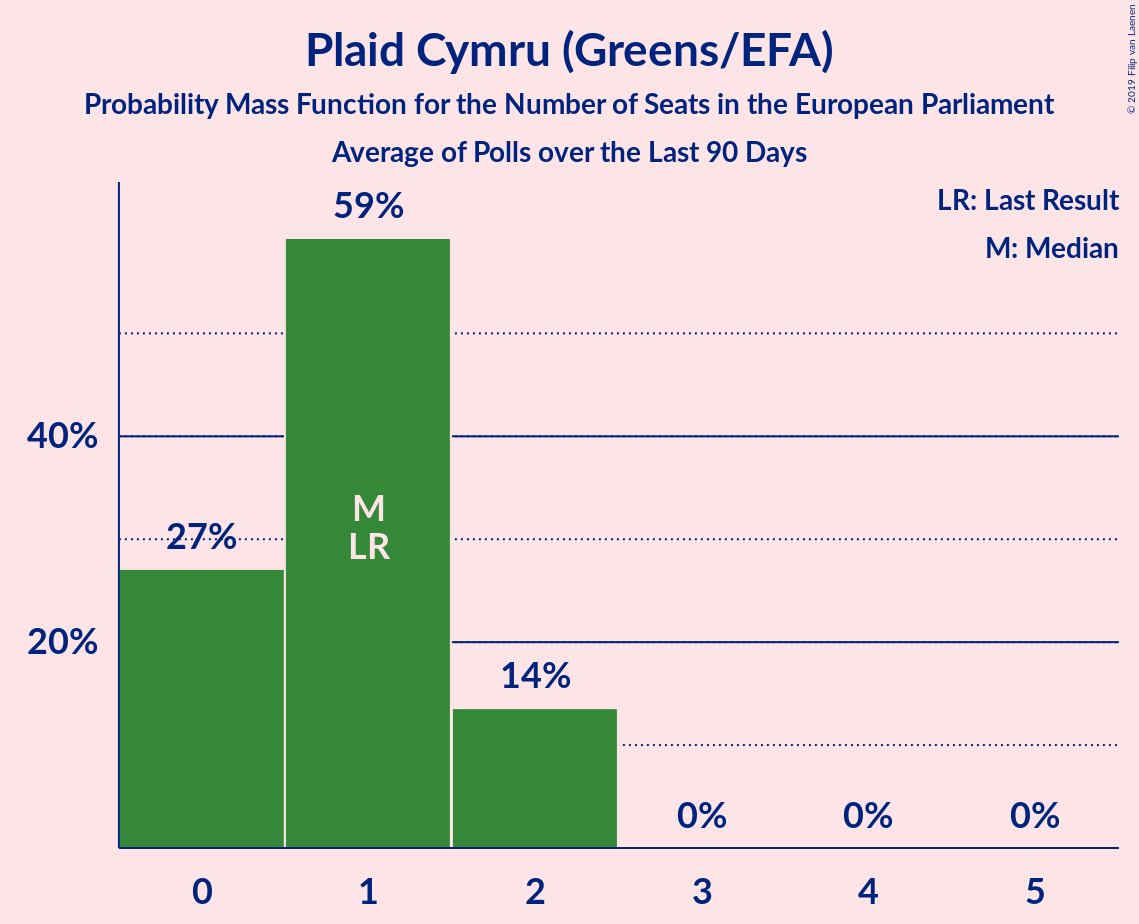 Plaid Cymru (Greens/EFA)
Probability Mass Function for the Number of Seats in the European Parliament
Average of Polls over the Last 90 Days
© 2019 Filip van Laenen
LR: Last Result
M: Median
59%
40%
M
LR
27%
20%
14%
0% 0% 0%
0 1 2 3 4 5